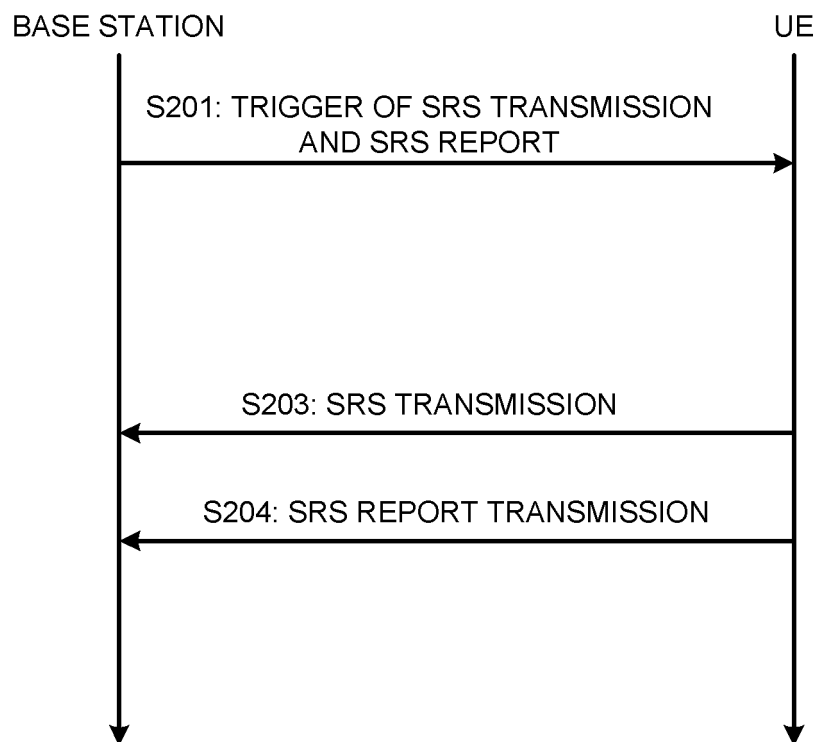 BASE STATION
UE
S201: TRIGGER OF SRS TRANSMISSION
AND SRS REPORT
S203: SRS TRANSMISSION
S204: SRS REPORT TRANSMISSION